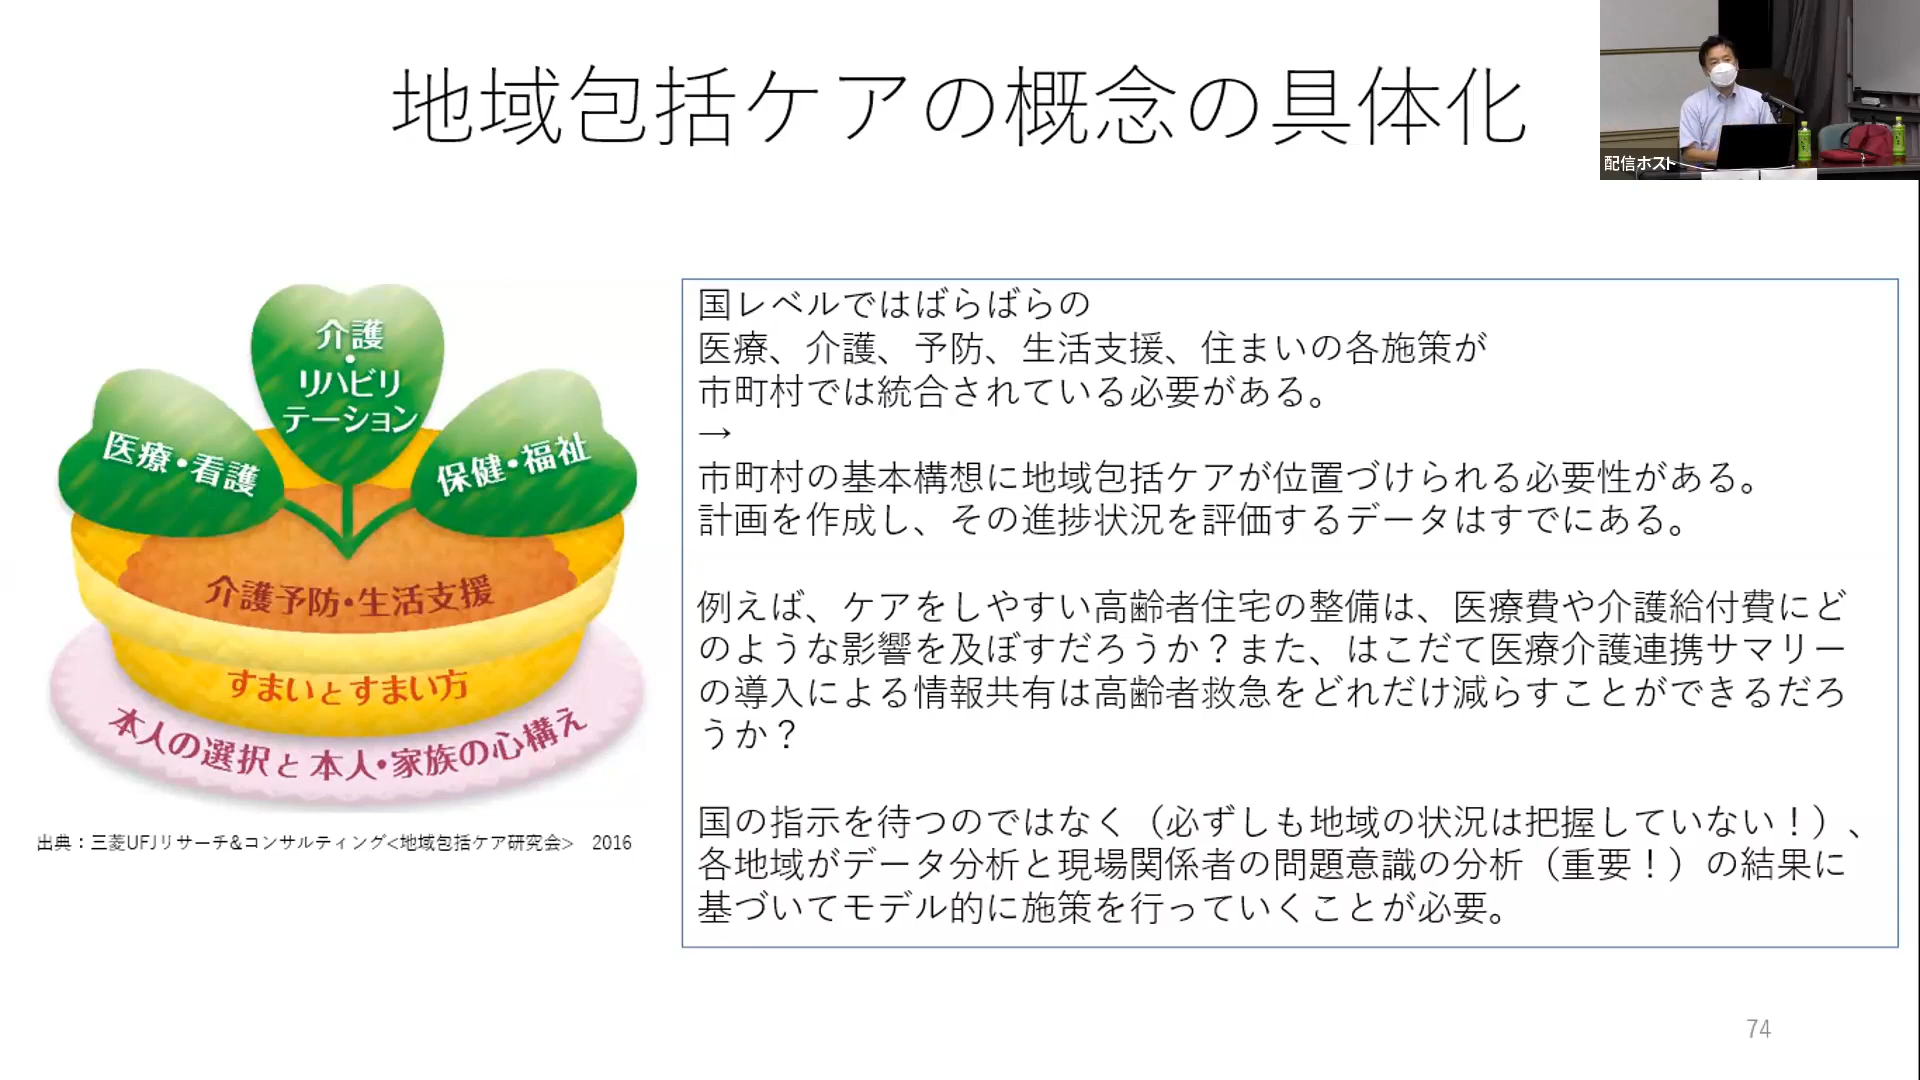 地域包括ケアの概念の具体化
配信ホスト
介護
・
リハビリ
テーション
医療・看護
保健・福祉
介護予防・生活支援
すまいとすまい方
本人の選択と本人・家族の心構え
出典：三菱UFJリサーチ&コンサルティング<地域包括ケア研究会>　2016
国レベルではばらばらの
医療、介護、予防、生活支援、住まいの各施策が
市町村では統合されている必要がある。
→
市町村の基本構想に地域包括ケアが位置づけられる必要性がある。
計画を作成し、その進捗状況を評価するデータはすでにある。
例えば、ケアをしやすい高齢者住宅の整備は、医療費や介護給付費にど
のような影響を及ぼすだろうか？また、はこだて医療介護連携サマリー
の導入による情報共有は高齢者救急をどれだけ減らすことができるだろ
うか？
国の指示を待つのではなく（必ずしも地域の状況は把握していない！）、
各地域がデータ分析と現場関係者の問題意識の分析（重要！）の結果に
基づいてモデル的に施策を行っていくことが必要。
74